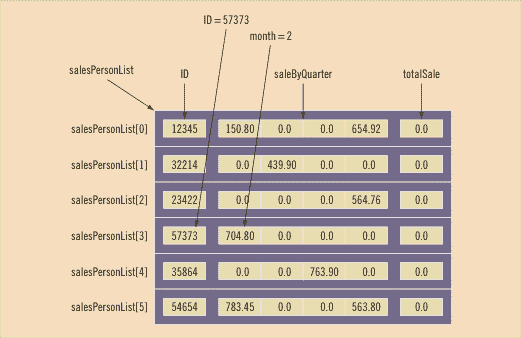 ID = 57373
month = 2
salesPersonList
ID
saleByQuarter
totalSale
salesPersonList[0] 12345 150.80 0.0 0.0 654.92 0.0
salesPersonList[1] 32214 0.0 439.90 0.0 0.0 0.0
salesPersonList[2] 23422 0.0 0.0 0.0 564.76 0.0
salesPersonList[3] 57373 704.80 0.0 0.0 0.0 0.0
salesPersonList[4] 35864 0.0 0.0 763.90 0.0 0.0
salesPersonList[5] 54654 783.45 0.0 0.0 563.80 0.0